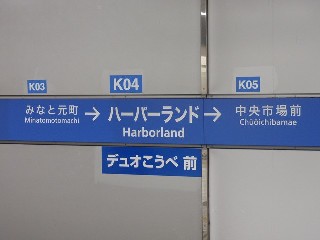 K03
K04
K05
みなと元町 → ハーバーランド → 中央市場前
Minatomotomachi Harborland Chūōichibamae
デュオこうべ 前